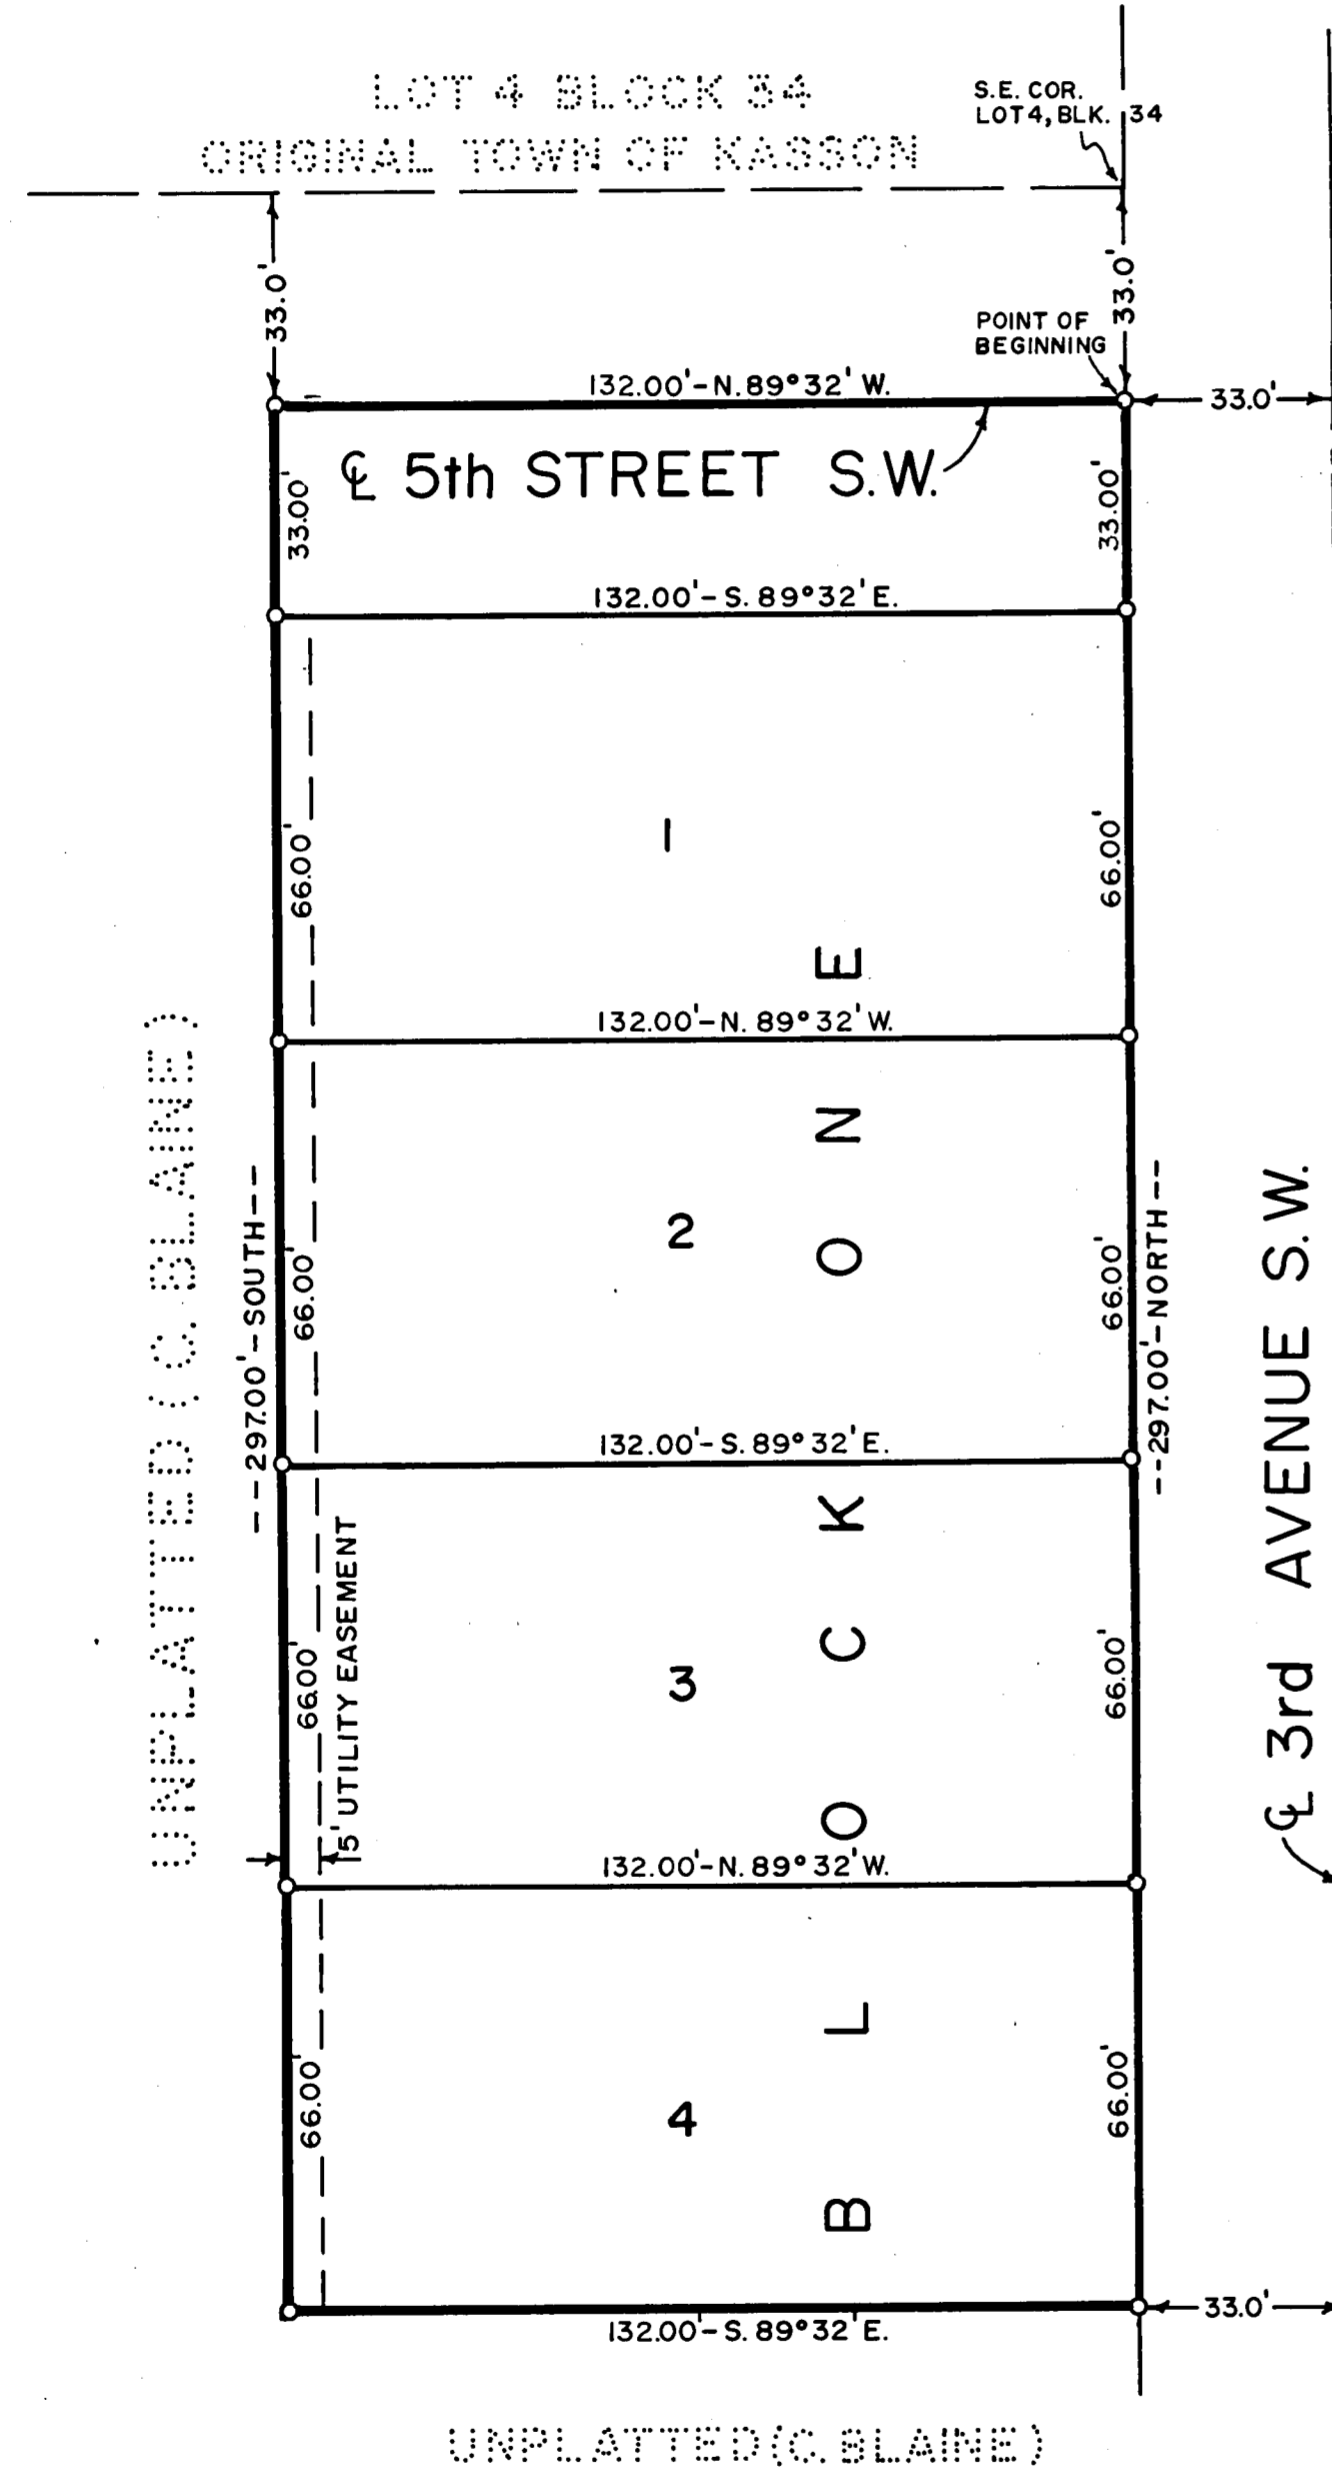 LOT 4 BLOCK 34
ORIGINAL TOWN OF KASSON
S.E. COR.
LOT 4, BLK. 34
33.0'
33.0'
POINT OF
BEGINNING
132.00'-N. 89°32' W.
33.0'
℄ 5th STREET S.W.
33.00'
33.00'
132.00'-S. 89°32' E.
1
66.00'
66.00'
132.00'-N. 89°32' W.
2
66.00'
66.00'
132.00'-S. 89°32' E.
3
66.00'
66.00'
15' UTILITY EASEMENT
132.00'-N. 89°32' W.
4
66.00'
66.00'
BLOCK ONE
--297.00'-SOUTH--
--297.00'-NORTH--
UNPLATTED (C. BLAINE)
℄ 3rd AVENUE S.W.
33.0'
132.00'-S. 89°32' E.
UNPLATTED (C. BLAINE)